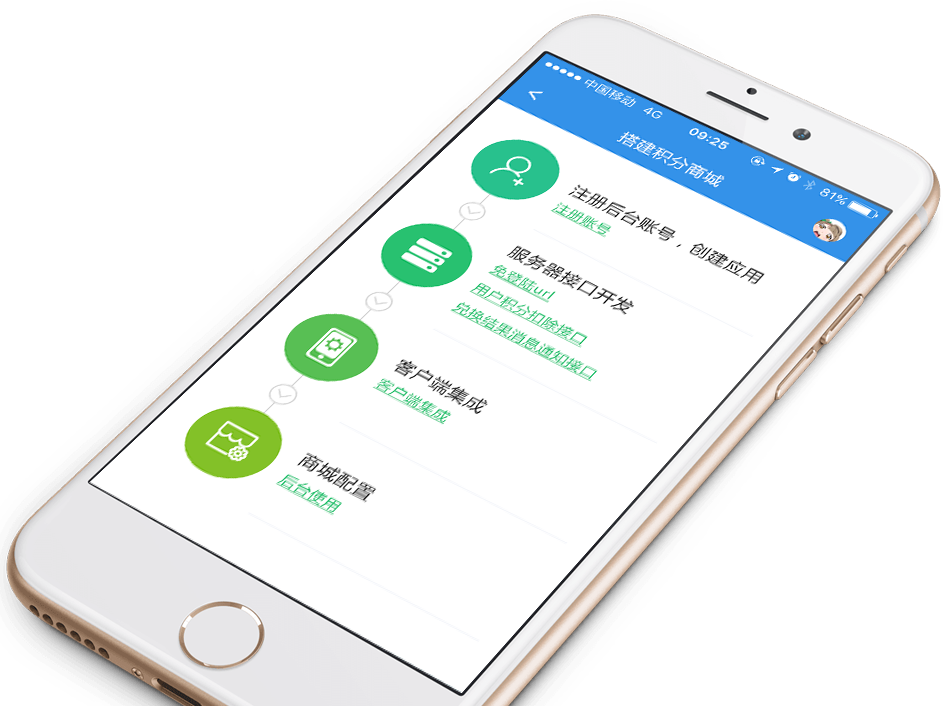 中国移动 4G 09:25 81%
<
搭建积分商城
注册后台账号，创建应用
注册账号
服务器接口开发
免登陆url
用户积分扣除接口
兑换结果消息通知接口
客户端集成
客户端集成
商城配置
后台使用